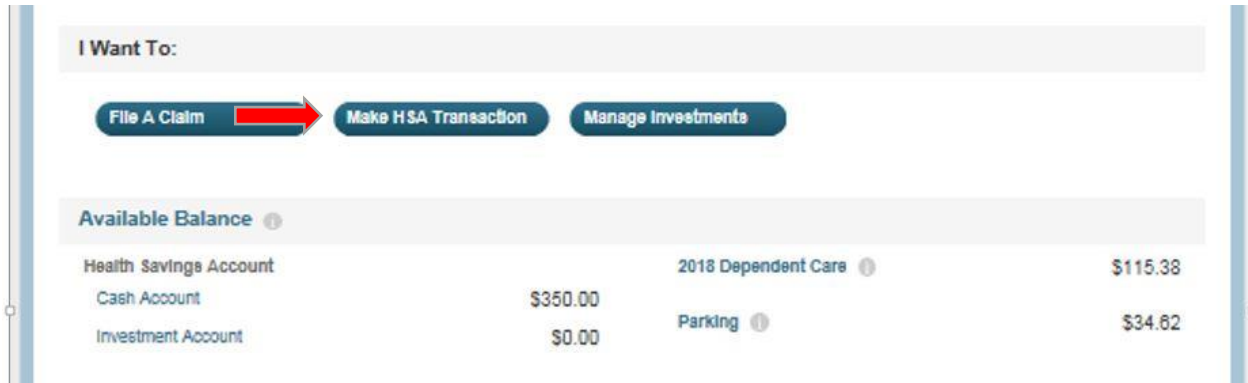 I Want To:
File A Claim
Make HSA Transaction
Manage Investments
Available Balance
Health Savings Account
Cash Account $350.00
Investment Account $0.00
2018 Dependent Care $115.38
Parking $34.62